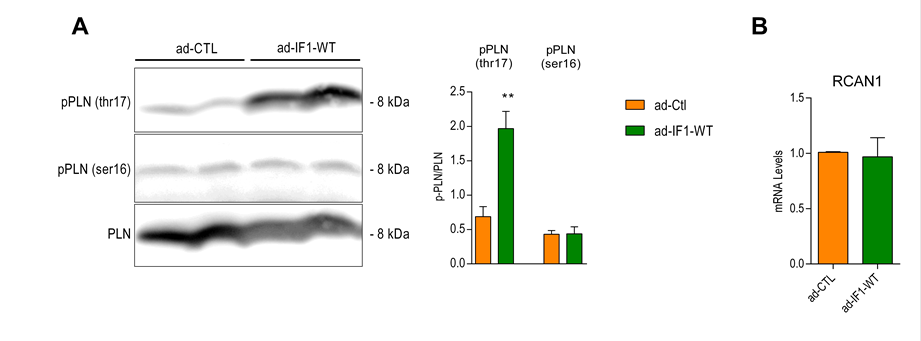 A
ad-CTL
ad-IF1-WT
pPLN (thr17)
- 8 kDa
pPLN (ser16)
- 8 kDa
PLN
- 8 kDa
pPLN
(thr17)
pPLN
(ser16)
p-PLN/PLN
2.5
2.0
1.5
1.0
0.5
0.0
**
ad-Ctl
ad-IF1-WT
B
RCAN1
mRNA Levels
1.5
1.0
0.5
0.0
ad-CTL
ad-IF1-WT